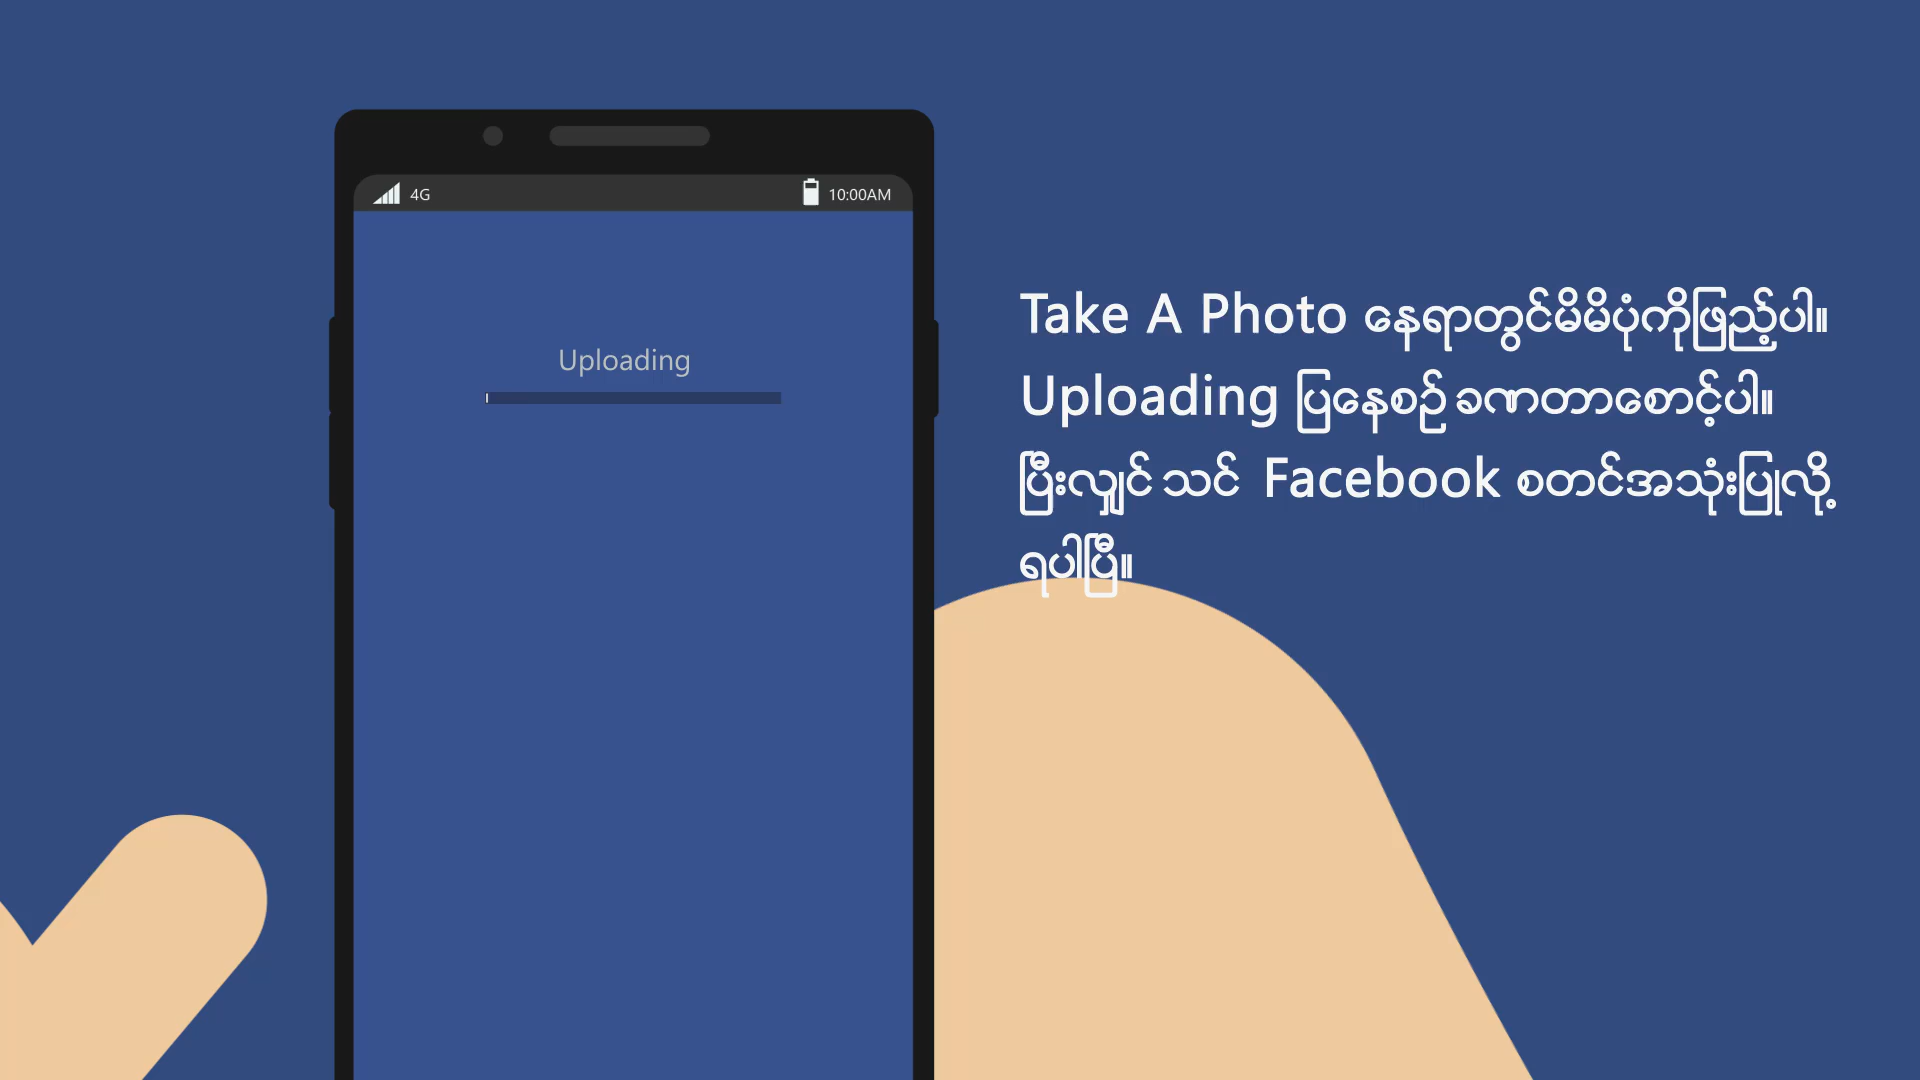 4G
10:00AM
Uploading
Take A Photo နေရာတွင်မိမိပုံကိုဖြည့်ပါ။
Uploading ပြနေစဉ် ခဏတာစောင့်ပါ။
ပြီးလျှင် သင် Facebook စတင်အသုံးပြုလို့
ရပါပြီ။